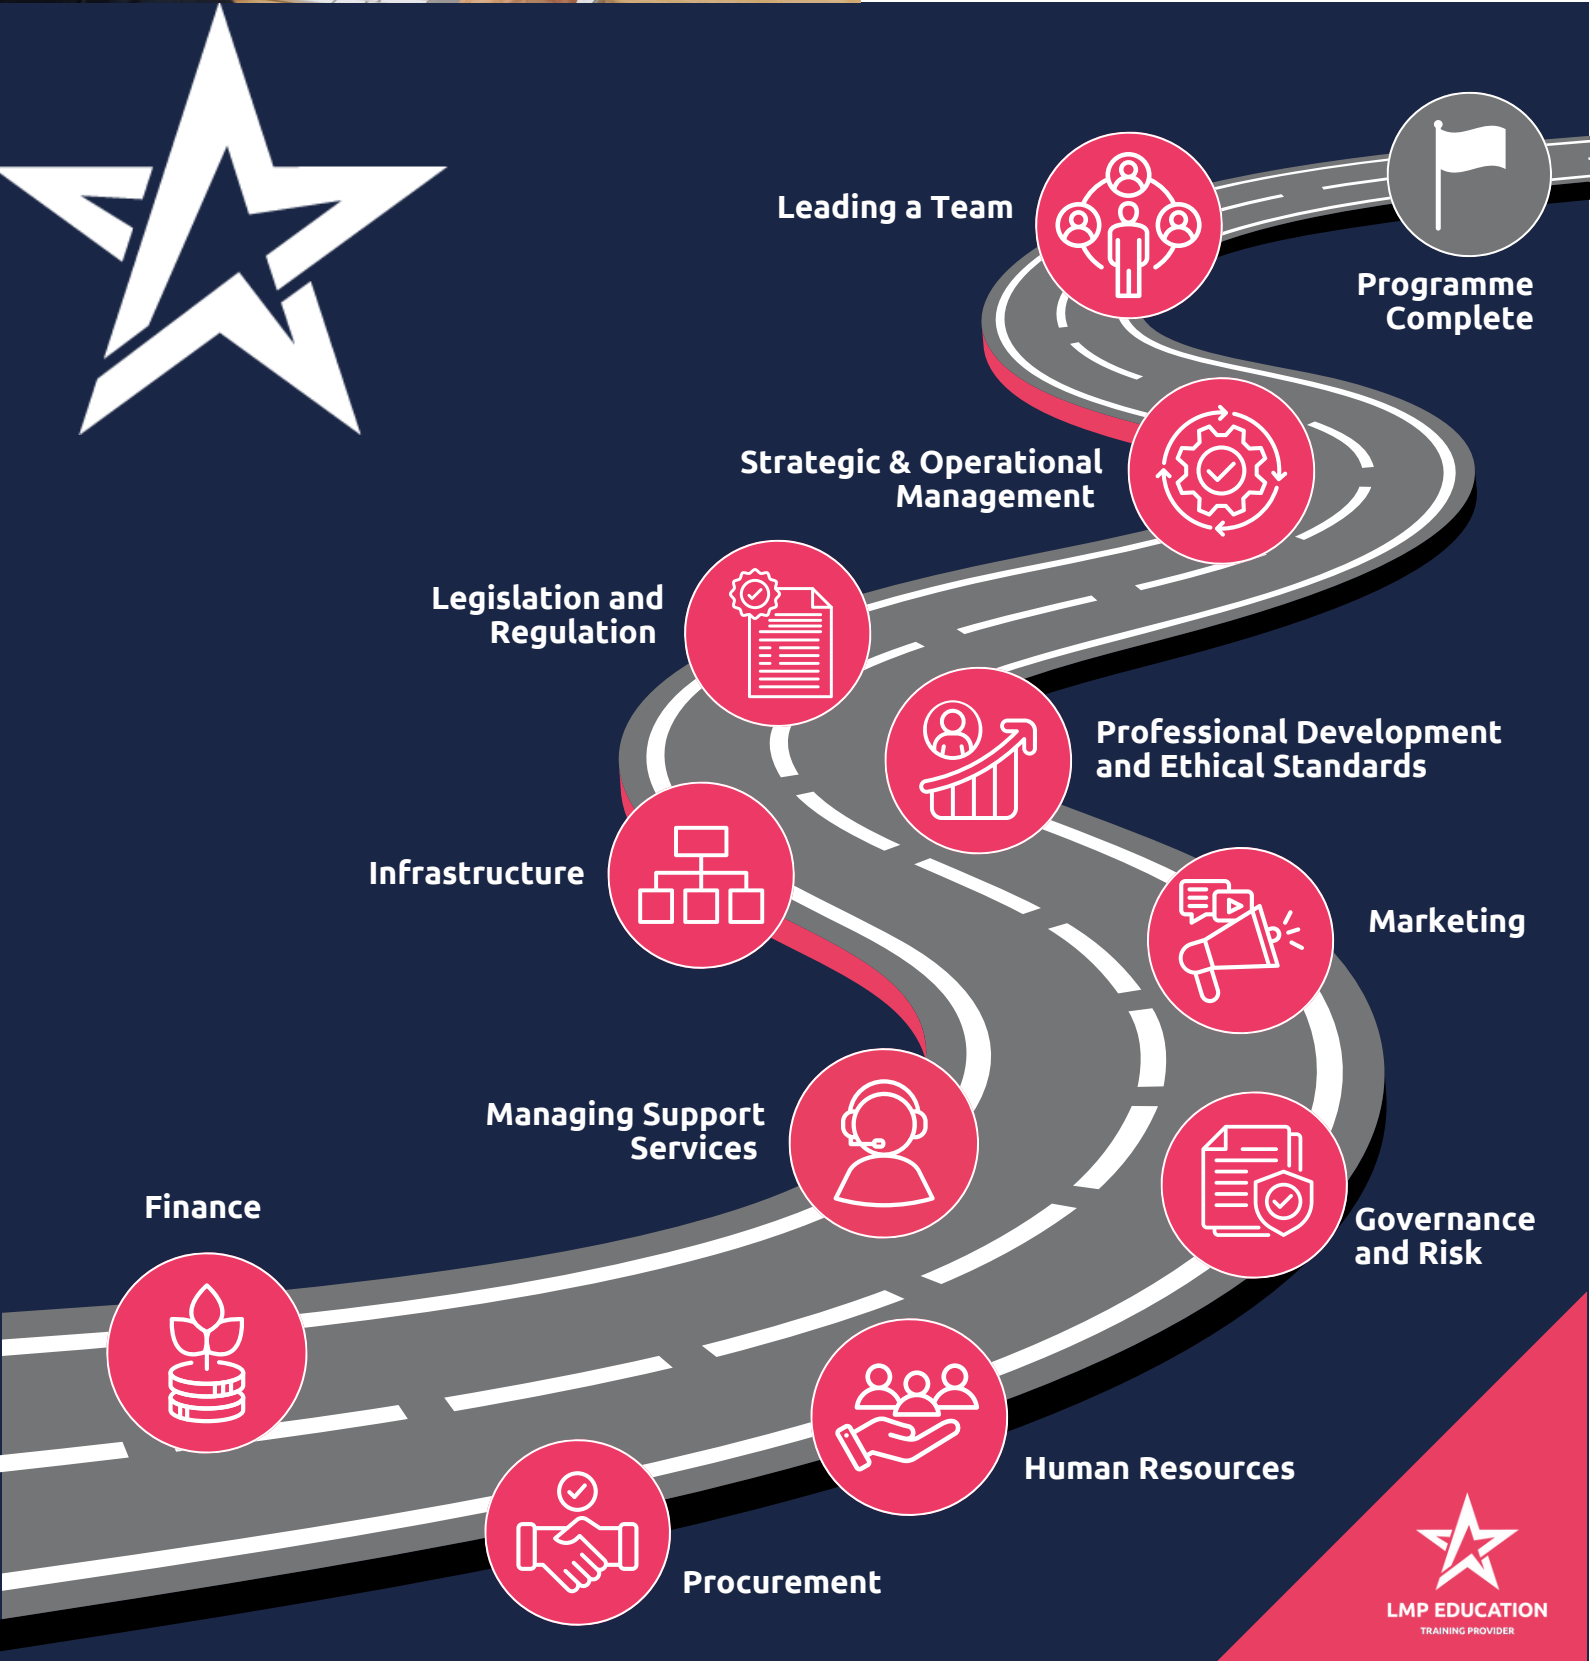 Leading a Team
Programme
Complete
Strategic & Operational
Management
Legislation and
Regulation
Professional Development
and Ethical Standards
Infrastructure
Marketing
Managing Support
Services
Finance
Governance
and Risk
Human Resources
Procurement
LMP EDUCATION
TRAINING PROVIDER